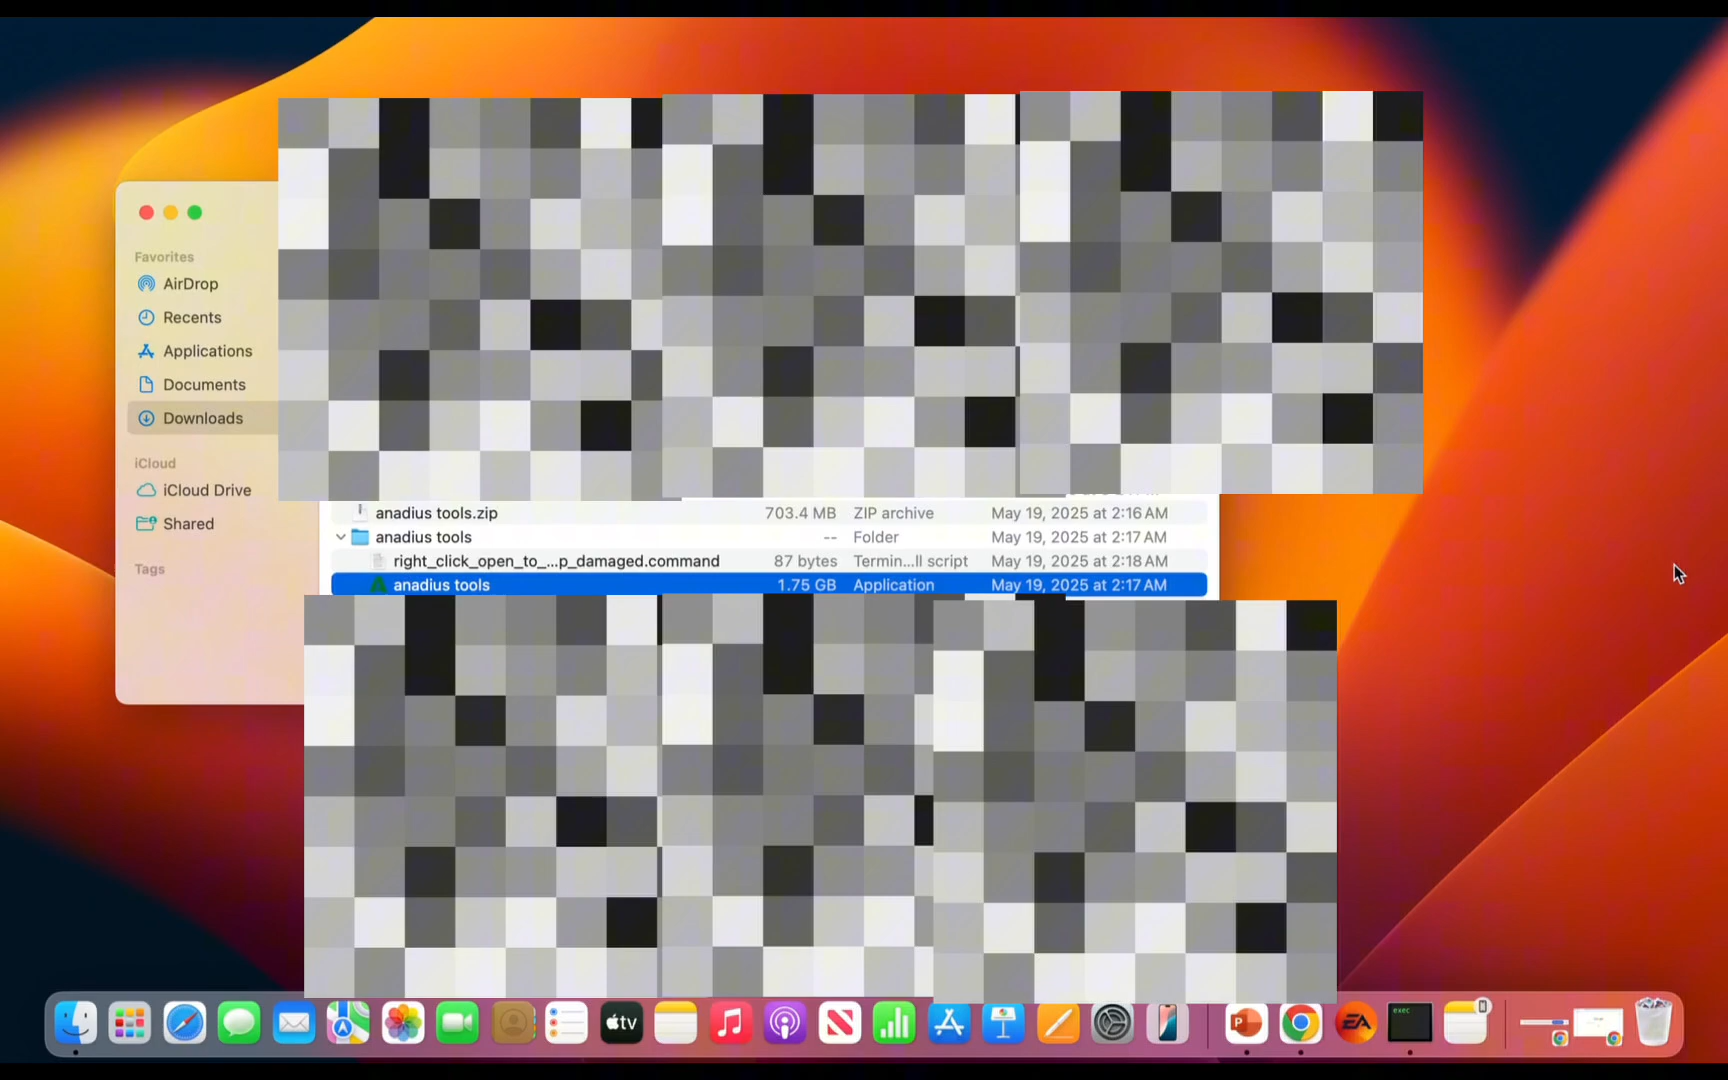 Favorites
AirDrop
Recents
Applications
Documents
Downloads
iCloud
iCloud Drive
Shared
Tags
anadius tools.zip 703.4 MB ZIP archive May 19, 2025 at 2:16 AM
anadius tools -- Folder May 19, 2025 at 2:17 AM
right_click_open_to_...p_damaged.command 87 bytes Termin...ll script May 19, 2025 at 2:18 AM
anadius tools 1.75 GB Application May 19, 2025 at 2:17 AM
tv
P
EA
exec